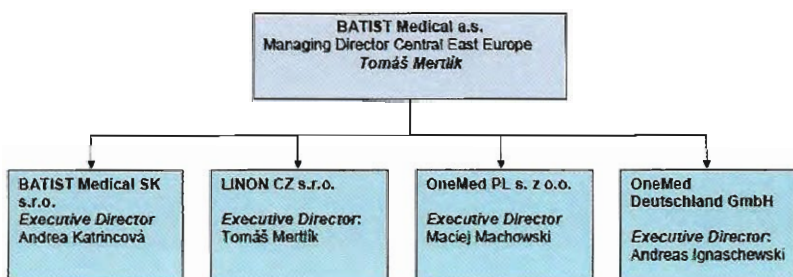 BATIST Medical a.s.
Managing Director Central East Europe
Tomáš Mertlík
BATIST Medical SK
s.r.o.
Executive Director
Andrea Katrincová
LINON CZ s.r.o.
Executive Director:
Tomáš Mertlík
OneMed PL s. z o.o.
Executive Director
Maciej Machowski
OneMed
Deutschland GmbH
Executive Director:
Andreas Ignaschewski